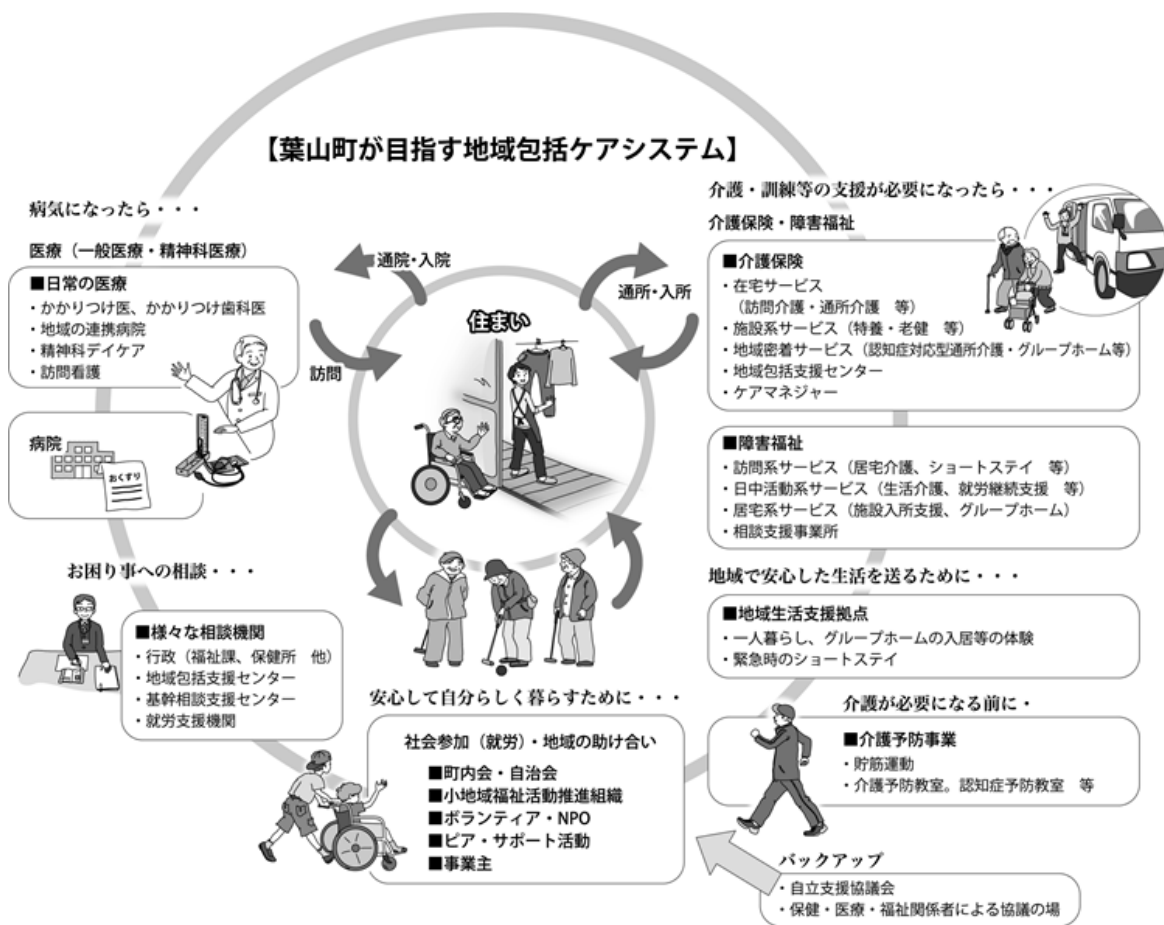 【葉山町が目指す地域包括ケアシステム】
病気になったら・・・
医療（一般医療・精神科医療）
■日常の医療
・かかりつけ医、かかりつけ歯科医
・地域の連携病院
・精神科デイケア
・訪問看護
病院
おくすり
通院・入院
訪問
住まい
通所・入所
介護・訓練等の支援が必要になったら・・・
介護保険・障害福祉
■介護保険
・在宅サービス
（訪問介護・通所介護　等）
・施設系サービス（特養・老健　等）
・地域密着サービス（認知症対応型通所介護・グループホーム等）
・地域包括支援センター
・ケアマネジャー
■障害福祉
・訪問系サービス（居宅介護、ショートステイ　等）
・日中活動系サービス（生活介護、就労継続支援　等）
・居宅系サービス（施設入所支援、グループホーム）
・相談支援事業所
お困り事への相談・・・
■様々な相談機関
・行政（福祉課、保健所　他）
・地域包括支援センター
・基幹相談支援センター
・就労支援機関
地域で安心した生活を送るために・・・
■地域生活支援拠点
・一人暮らし、グループホームの入居等の体験
・緊急時のショートステイ
安心して自分らしく暮らすために・・・
社会参加（就労）・地域の助け合い
■町内会・自治会
■小地域福祉活動推進組織
■ボランティア・NPO
■ピア・サポート活動
■事業主
介護が必要になる前に・
■介護予防事業
・貯筋運動
・介護予防教室。認知症予防教室　等
バックアップ
・自立支援協議会
・保健・医療・福祉関係者による協議の場